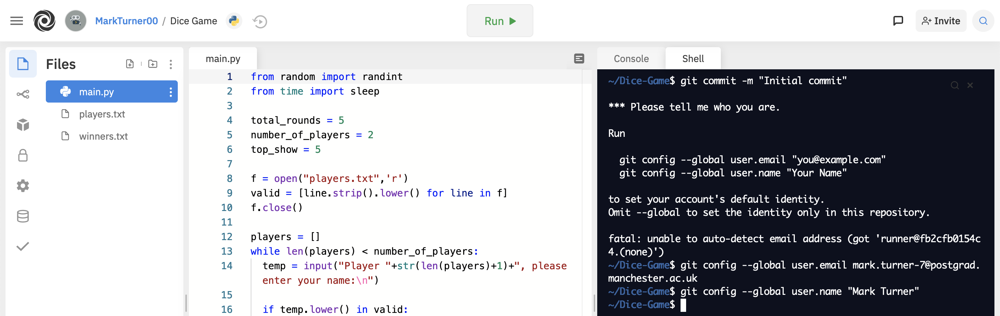 MarkTurner00 / Dice Game
Run
Invite
Files
main.py
players.txt
winners.txt
main.py
1 from random import randint
2 from time import sleep
3
4 total_rounds = 5
5 number_of_players = 2
6 top_show = 5
7
8 f = open("players.txt",'r')
9 valid = [line.strip().lower() for line in f]
10 f.close()
11
12 players = []
13 while len(players) < number_of_players:
14 temp = input("Player "+str(len(players)+1)+", please
enter your name:\n")
15
16 if temp.lower() in valid:
Console
Shell
~/Dice-Game$ git commit -m "Initial commit"
*** Please tell me who you are.
Run
git config --global user.email "you@example.com"
git config --global user.name "Your Name"
to set your account's default identity.
Omit --global to set the identity only in this repository.
fatal: unable to auto-detect email address (got 'runner@fb2cfb0154c
4.(none)')
~/Dice-Game$ git config --global user.email mark.turner-7@postgrad.
manchester.ac.uk
~/Dice-Game$ git config --global user.name "Mark Turner"
~/Dice-Game$